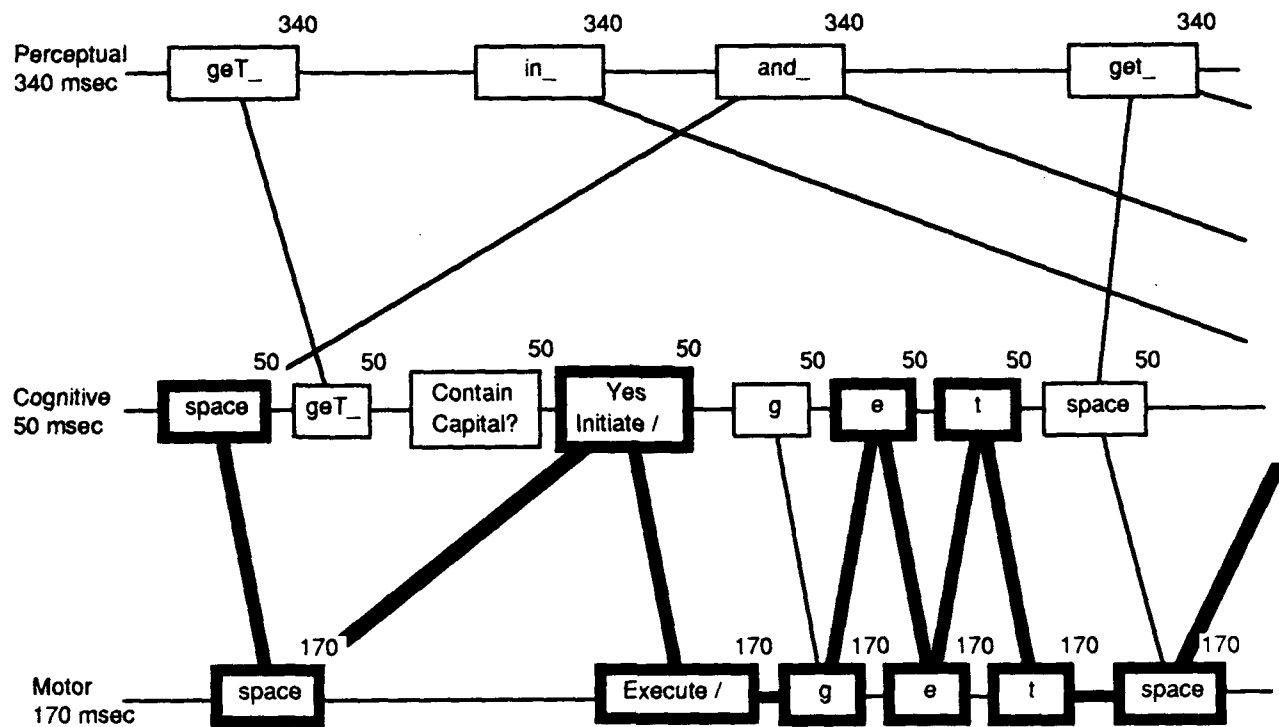 340 340 340 340
Perceptual
340 msec
geT_ in_ and_ get_
50 50 50 50 50 50 50 50
Cognitive
50 msec
space geT_ Contain Capital? Yes Initiate / g e t space
170 170 170 170 170 170
Motor
170 msec
space Execute / g e t space